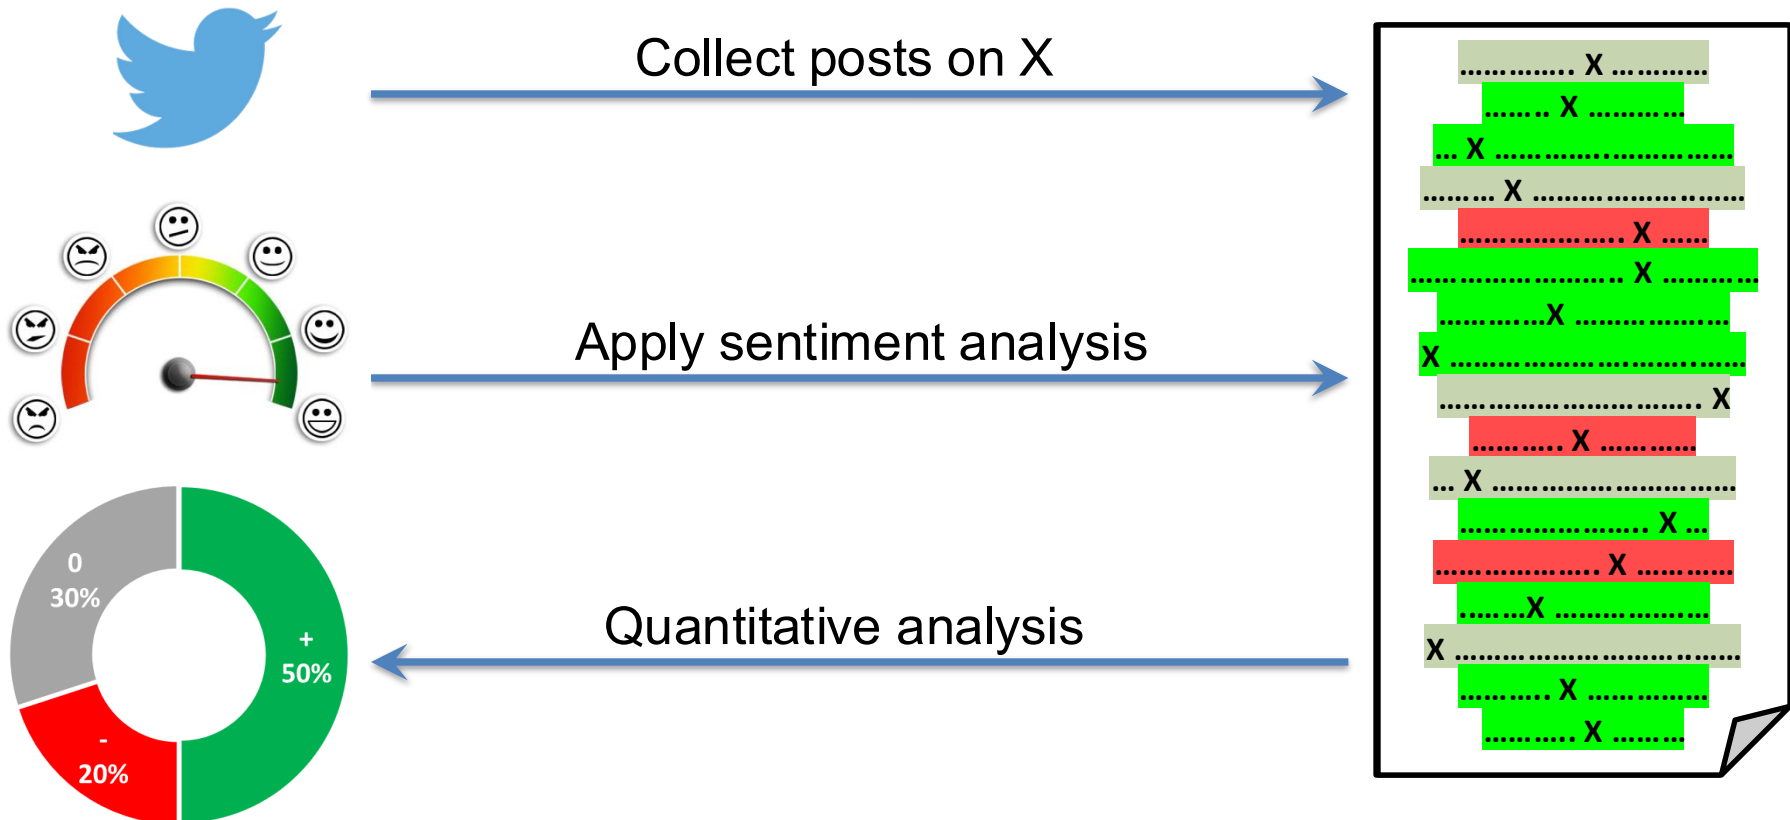 Collect posts on X
Apply sentiment analysis
Quantitative analysis
0
30%
+
50%
-
20%
................ X ............
........ X ............
... X ..............................
......... X ..........................
...................... X ......
........................... X ............
............X .....................
X .....................................
................................. X
............ X ............
... X ..............................
......................... X ...
...................... X ............
.........X .....................
X ....................................
............ X ...............
............ X .........